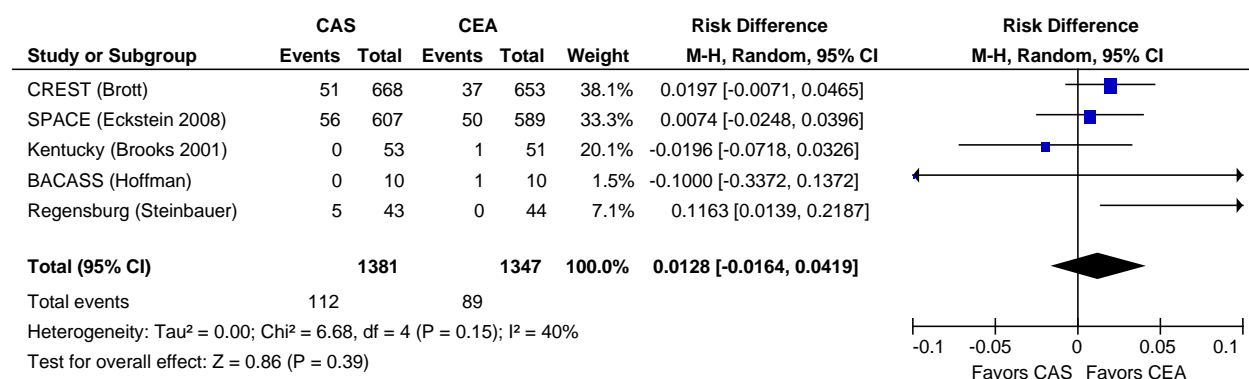 CAS CEA Risk Difference Risk Difference
Study or Subgroup Events Total Events Total Weight M-H, Random, 95% CI M-H, Random, 95% CI
CREST (Brott) 51 668 37 653 38.1% 0.0197 [-0.0071, 0.0465]
SPACE (Eckstein 2008) 56 607 50 589 33.3% 0.0074 [-0.0248, 0.0396]
Kentucky (Brooks 2001) 0 53 1 51 20.1% -0.0196 [-0.0718, 0.0326]
BACASS (Hoffman) 0 10 1 10 1.5% -0.1000 [-0.3372, 0.1372]
Regensburg (Steinbauer) 5 43 0 44 7.1% 0.1163 [0.0139, 0.2187]
Total (95% CI) 1381 1347 100.0% 0.0128 [-0.0164, 0.0419]
Total events 112 89
Heterogeneity: Tau² = 0.00; Chi² = 6.68, df = 4 (P = 0.15); I² = 40%
Test for overall effect: Z = 0.86 (P = 0.39)
-0.1 -0.05 0 0.05 0.1
Favors CAS Favors CEA